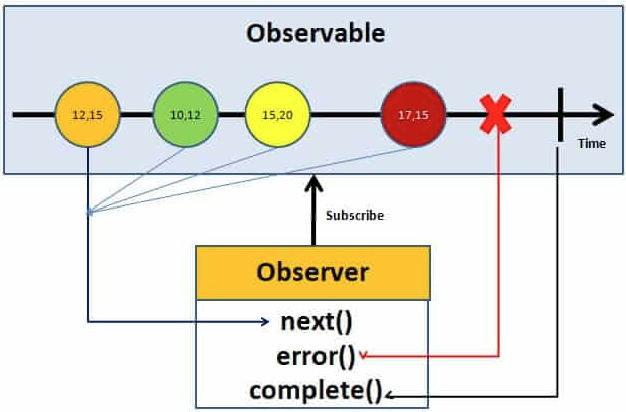 Observable
12,15
10,12
15,20
17,15
Time
Subscribe
Observer
next()
error()
complete()